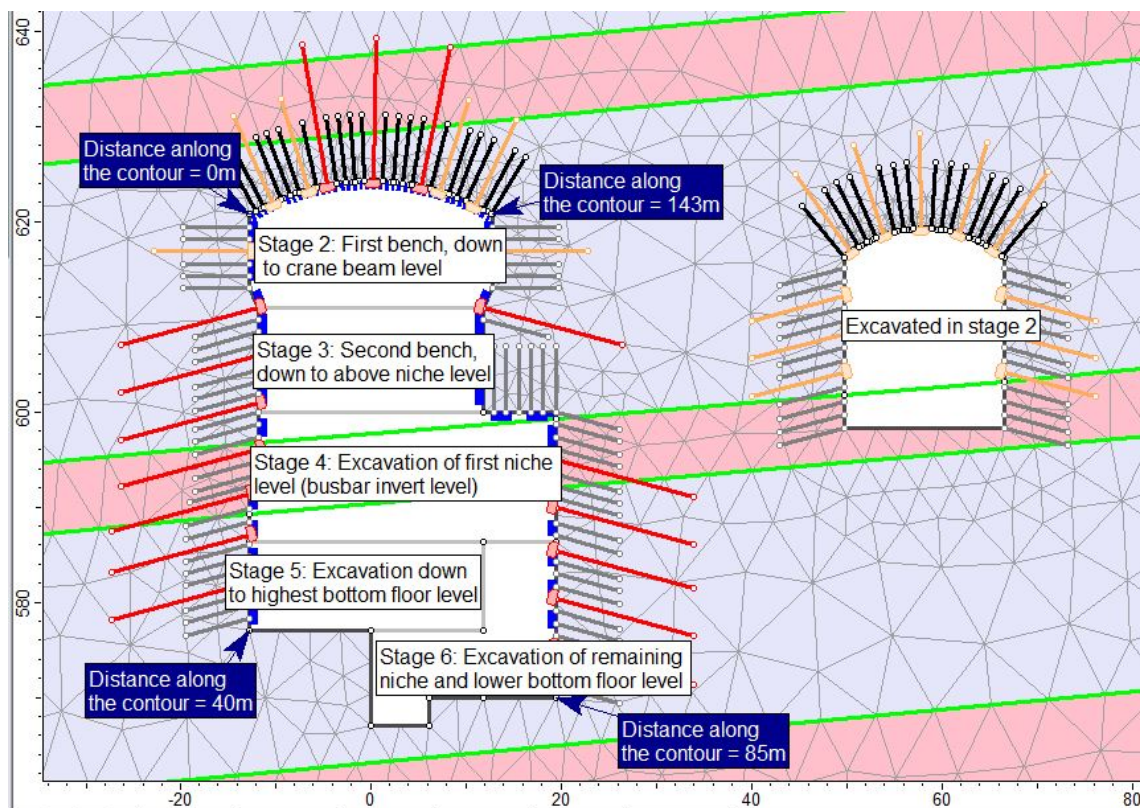 640
620
600
580
Distance anlong
the contour = 0m
Distance along
the contour = 143m
Stage 2: First bench, down
to crane beam level
Excavated in stage 2
Stage 3: Second bench,
down to above niche level
Stage 4: Excavation of first niche
level (busbar invert level)
Stage 5: Excavation down
to highest bottom floor level
Stage 6: Excavation of remaining
niche and lower bottom floor level
Distance along
the contour = 40m
Distance along
the contour = 85m
-20
0
20
40
60
80